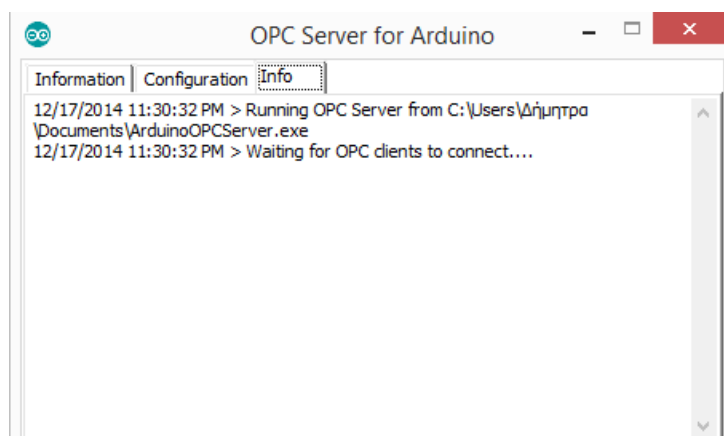 OPC Server for Arduino
Information Configuration Info
12/17/2014 11:30:32 PM > Running OPC Server from C:\Users\Δήμητρα
\Documents\ArduinoOPCServer.exe
12/17/2014 11:30:32 PM > Waiting for OPC clients to connect....